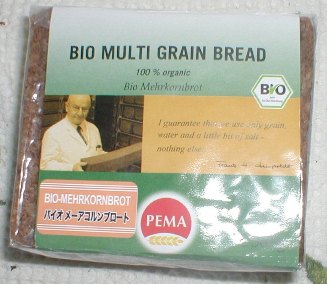 BIO MULTI GRAIN BREAD
100 % organic
Bio Mehrkornbrot
BIO
I guarantee that we use only grain,
water and a little bit of salt -
nothing else.
BIO-MEHRKORNBROT
バイオ メーアコルンブロート
PEMA